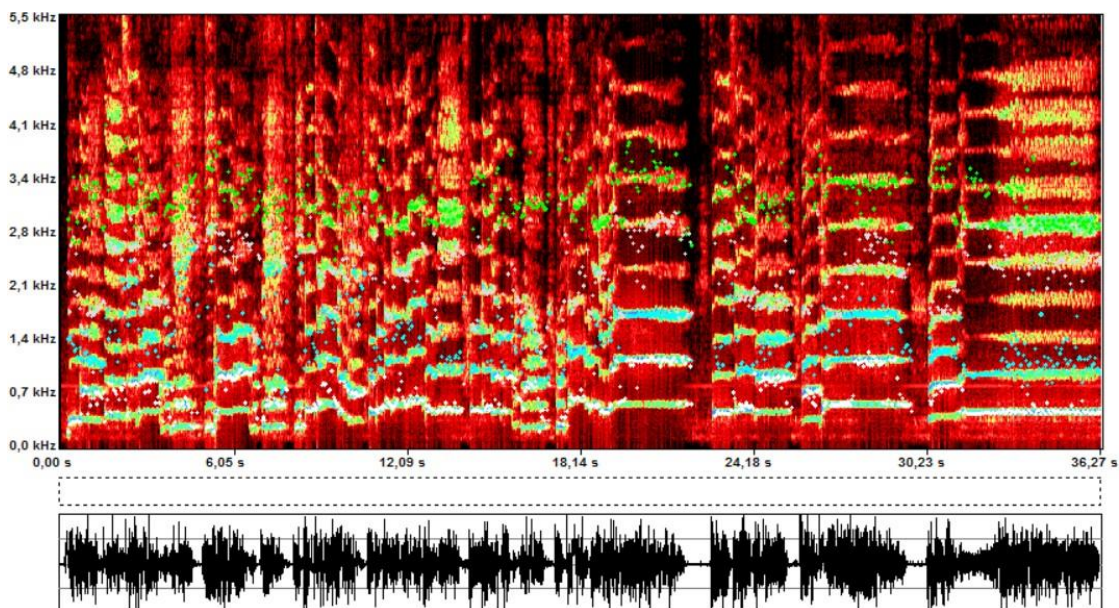 5,5 kHz
4,8 kHz
4,1 kHz
3,4 kHz
2,8 kHz
2,1 kHz
1,4 kHz
0,7 kHz
0,0 kHz
0,00 s 6,05 s 12,09 s 18,14 s 24,18 s 30,23 s 36,27 s